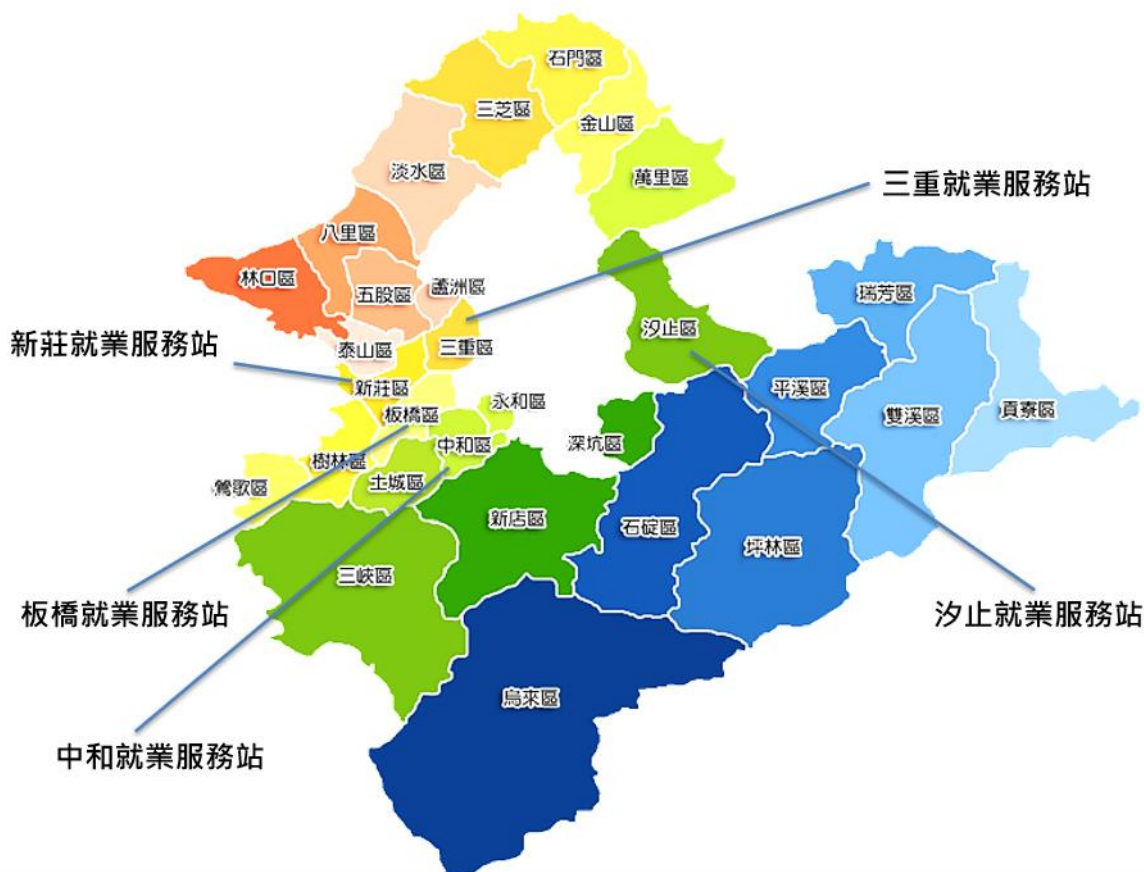 石門區
三芝區
金山區
淡水區
萬里區
三重就業服務站
八里區
林口區
五股區
蘆洲區
瑞芳區
汐止區
新莊就業服務站
泰山區
三重區
新莊區
平溪區
永和區
板橋區
雙溪區
貢寮區
中和區
深坑區
樹林區
土城區
鶯歌區
新店區
石碇區
坪林區
三峽區
板橋就業服務站
汐止就業服務站
烏來區
中和就業服務站